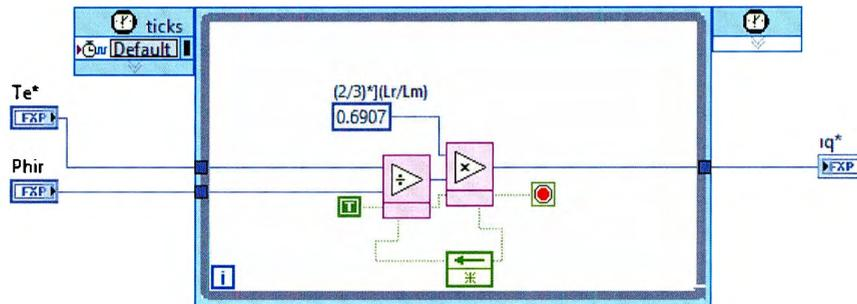 ticks
Default
Te*
FXP
Phir
FXP
(2/3)*](Lr/Lm)
0.6907
÷
×
T
iq*
FXP
i